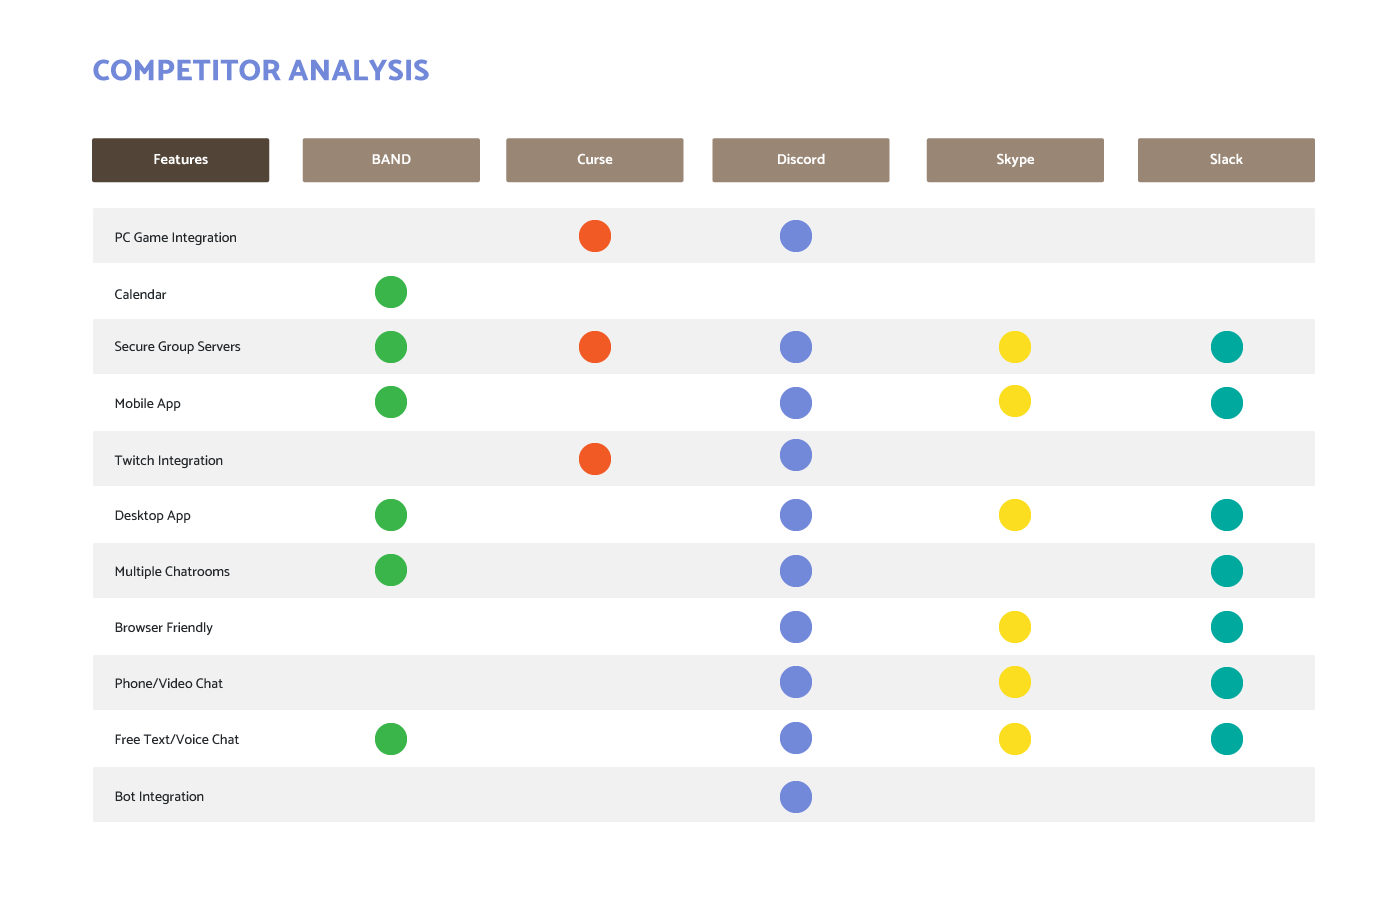 COMPETITOR ANALYSIS
Features BAND Curse Discord Skype Slack
PC Game Integration
Calendar
Secure Group Servers
Mobile App
Twitch Integration
Desktop App
Multiple Chatrooms
Browser Friendly
Phone/Video Chat
Free Text/Voice Chat
Bot Integration